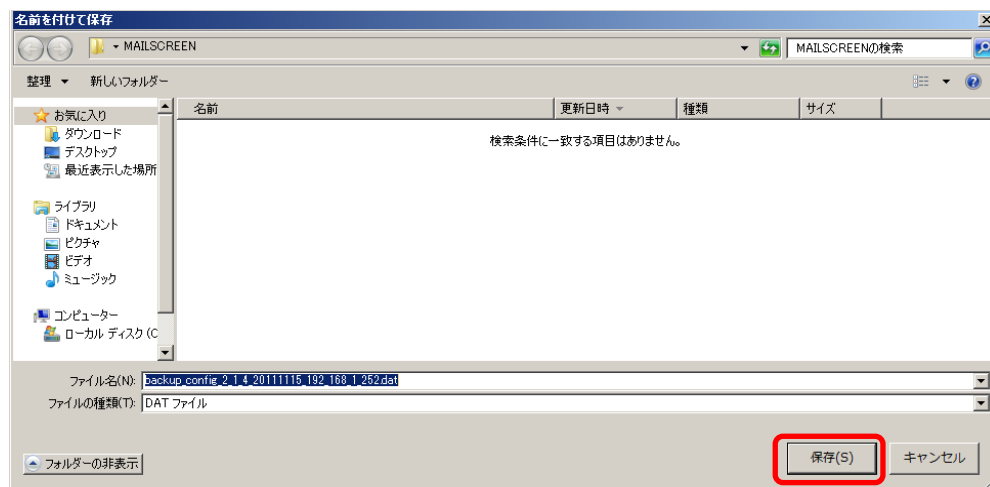 名前を付けて保存
MAILSCREEN
MAILSCREENの検索
整理 新しいフォルダー
名前 更新日時 種類 サイズ
検索条件に一致する項目はありません。
お気に入り
ダウンロード
デスクトップ
最近表示した場所
ライブラリ
ドキュメント
ピクチャ
ビデオ
ミュージック
コンピューター
ローカル ディスク (C
ファイル名(N): backup_config_2_1_4_20111115_192_168_1_252.dat
ファイルの種類(T): DAT ファイル
フォルダーの非表示
保存(S) キャンセル